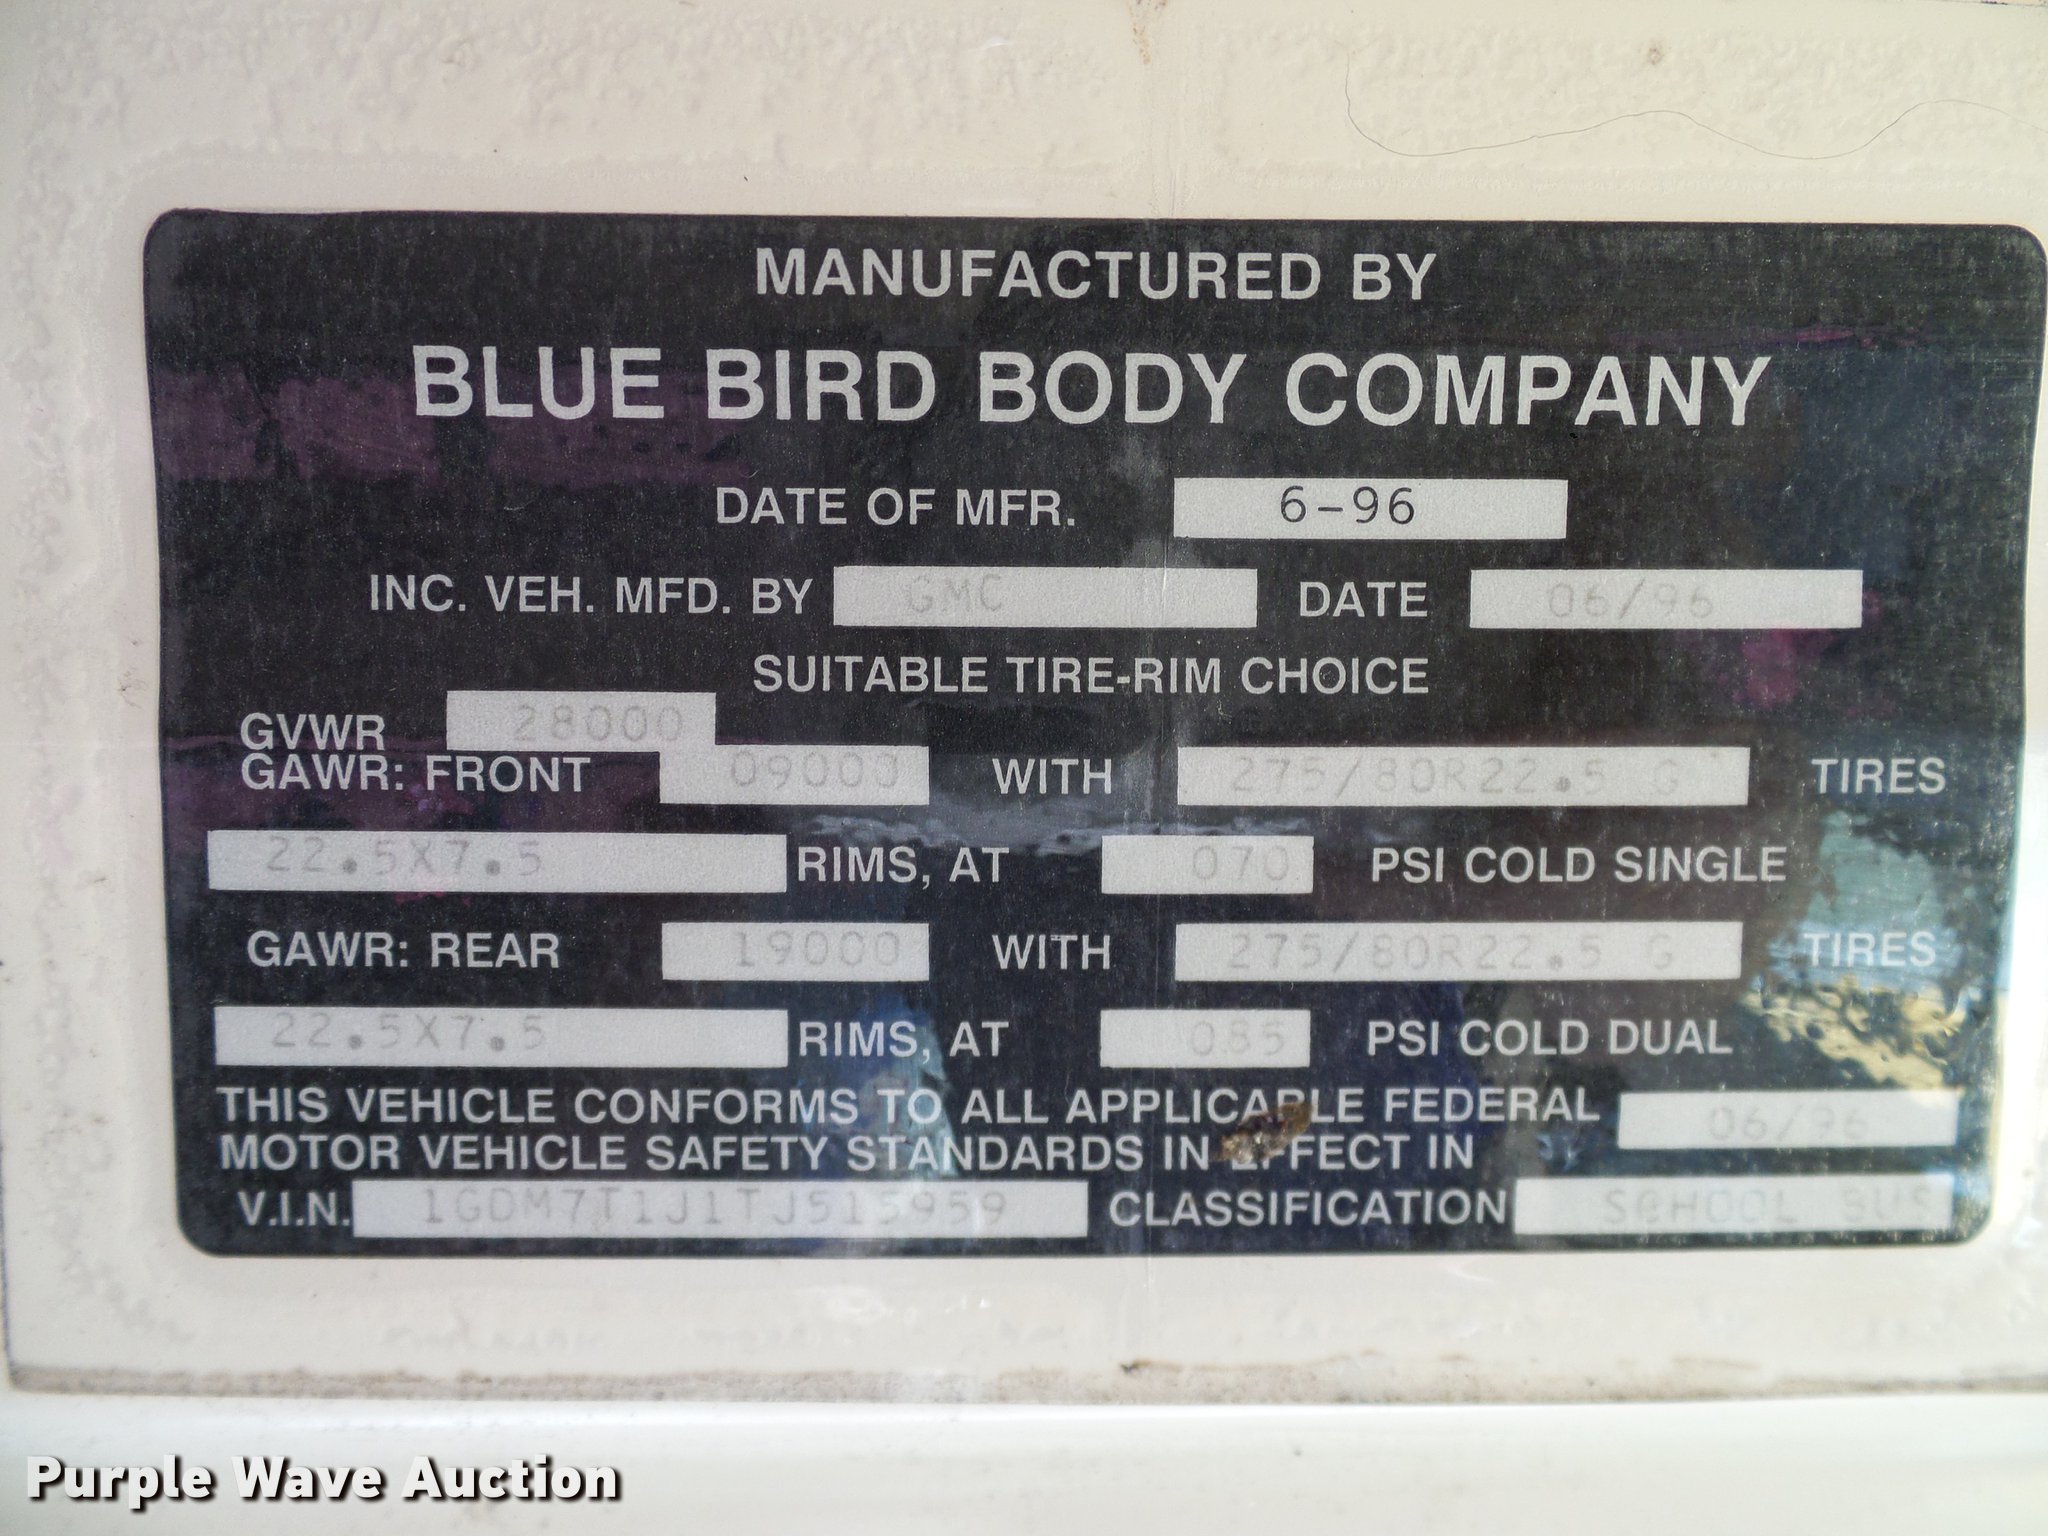 MANUFACTURED BY
BLUE BIRD BODY COMPANY
DATE OF MFR. 6-96
INC. VEH. MFD. BY GMC DATE 06/96
SUITABLE TIRE-RIM CHOICE
GVWR 28000
GAWR: FRONT 09000 WITH 275/80R22.5 G TIRES
22.5X7.5 RIMS, AT 070 PSI COLD SINGLE
GAWR: REAR 19000 WITH 275/80R22.5 G TIRES
22.5X7.5 RIMS, AT 085 PSI COLD DUAL
THIS VEHICLE CONFORMS TO ALL APPLICABLE FEDERAL 06/96
MOTOR VEHICLE SAFETY STANDARDS IN EFFECT IN
V.I.N. 1GDM7T1J1TJ515959 CLASSIFICATION SCHOOL BUS
Purple Wave Auction